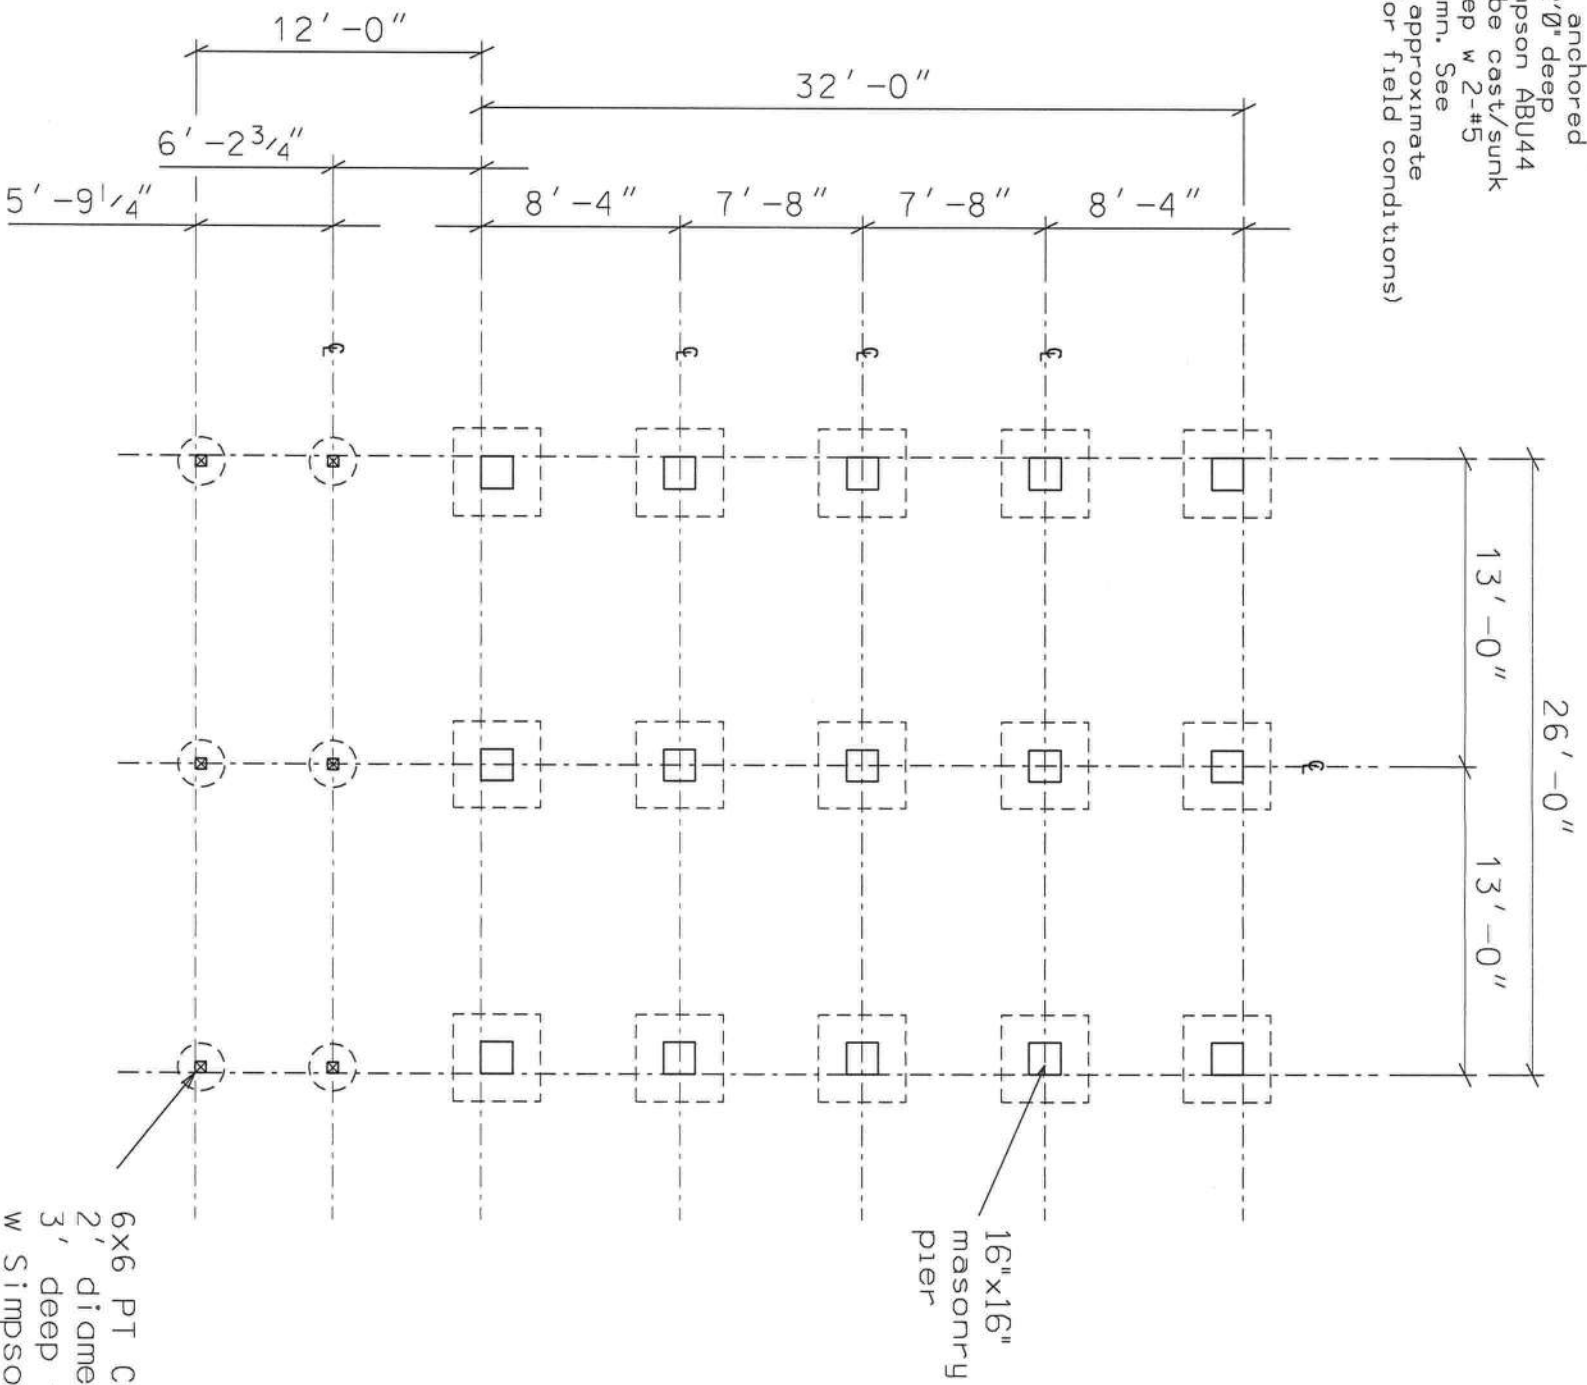 anchored
'0" deep
pson ABU44
be cast/sunk
ep w 2-#5
mn. See
approximate
or field conditions)
12'-0"
32'-0"
6'-2 3/4"
5'-9 1/4"
8'-4"
7'-8"
7'-8"
8'-4"
℄
℄
℄
℄
℄
13'-0"
26'-0"
13'-0"
16"x16"
masonry
pier
6x6 PT C
2' diame
3' deep
w Simpso